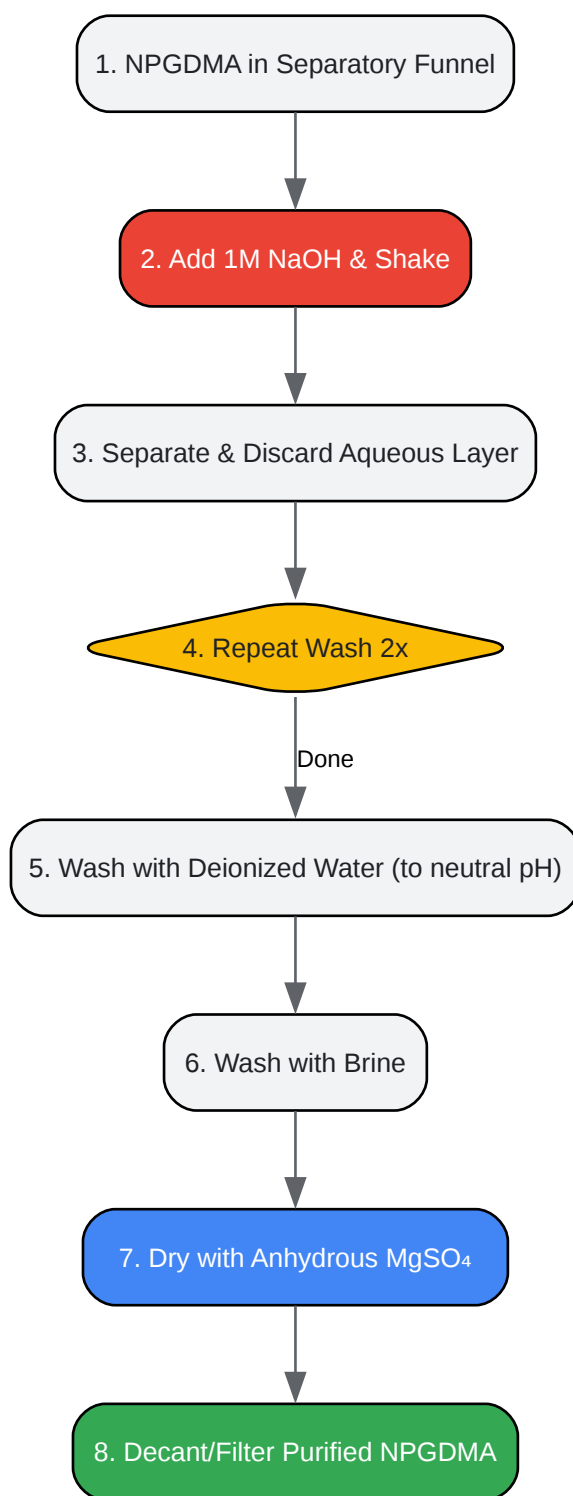 1. NPGDMA in Separatory Funnel
2. Add 1M NaOH & Shake
3. Separate & Discard Aqueous Layer
4. Repeat Wash 2x
Done
5. Wash with Deionized Water (to neutral pH)
6. Wash with Brine
7. Dry with Anhydrous MgSO₄
8. Decant/Filter Purified NPGDMA